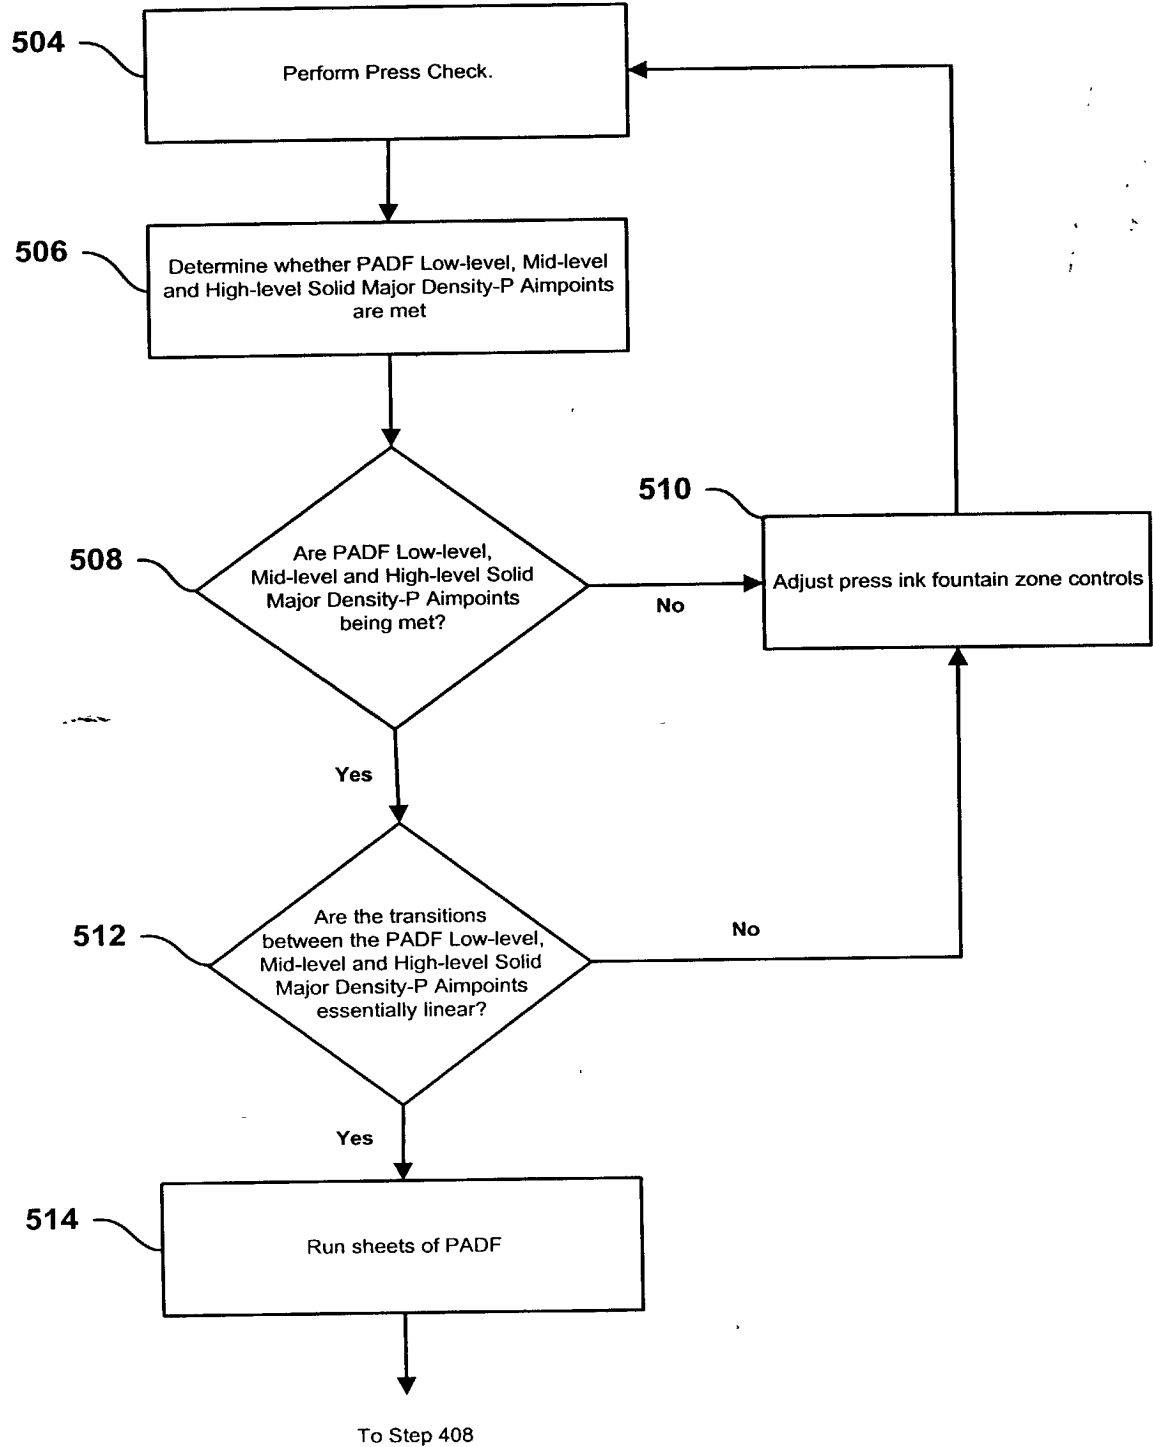 504
Perform Press Check.
506
Determine whether PADF Low-level, Mid-level
and High-level Solid Major Density-P Aimpoints
are met
508
Are PADF Low-level,
Mid-level and High-level Solid
Major Density-P Aimpoints
being met?
No
510
Adjust press ink fountain zone controls
Yes
512
Are the transitions
between the PADF Low-level,
Mid-level and High-level Solid
Major Density-P Aimpoints
essentially linear?
No
Yes
514
Run sheets of PADF
To Step 408